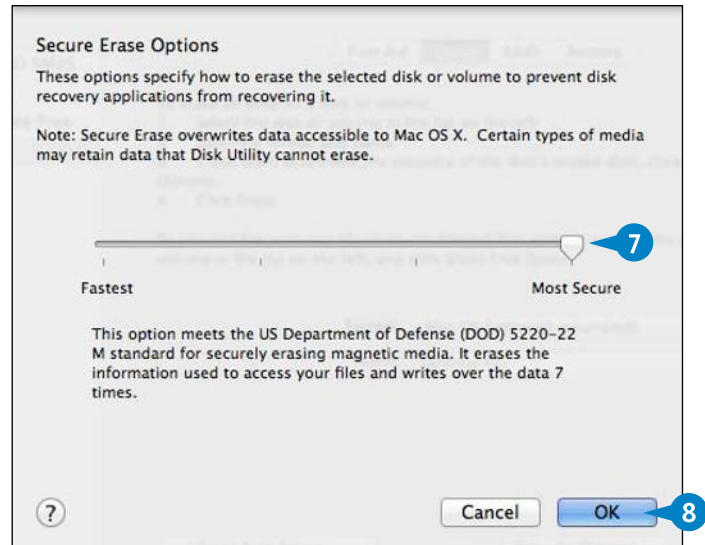 Secure Erase Options
These options specify how to erase the selected disk or volume to prevent disk
recovery applications from recovering it.
Note: Secure Erase overwrites data accessible to Mac OS X. Certain types of media
may retain data that Disk Utility cannot erase.
7
Fastest
Most Secure
This option meets the US Department of Defense (DOD) 5220-22
M standard for securely erasing magnetic media. It erases the
information used to access your files and writes over the data 7
times.
?
Cancel
OK
8